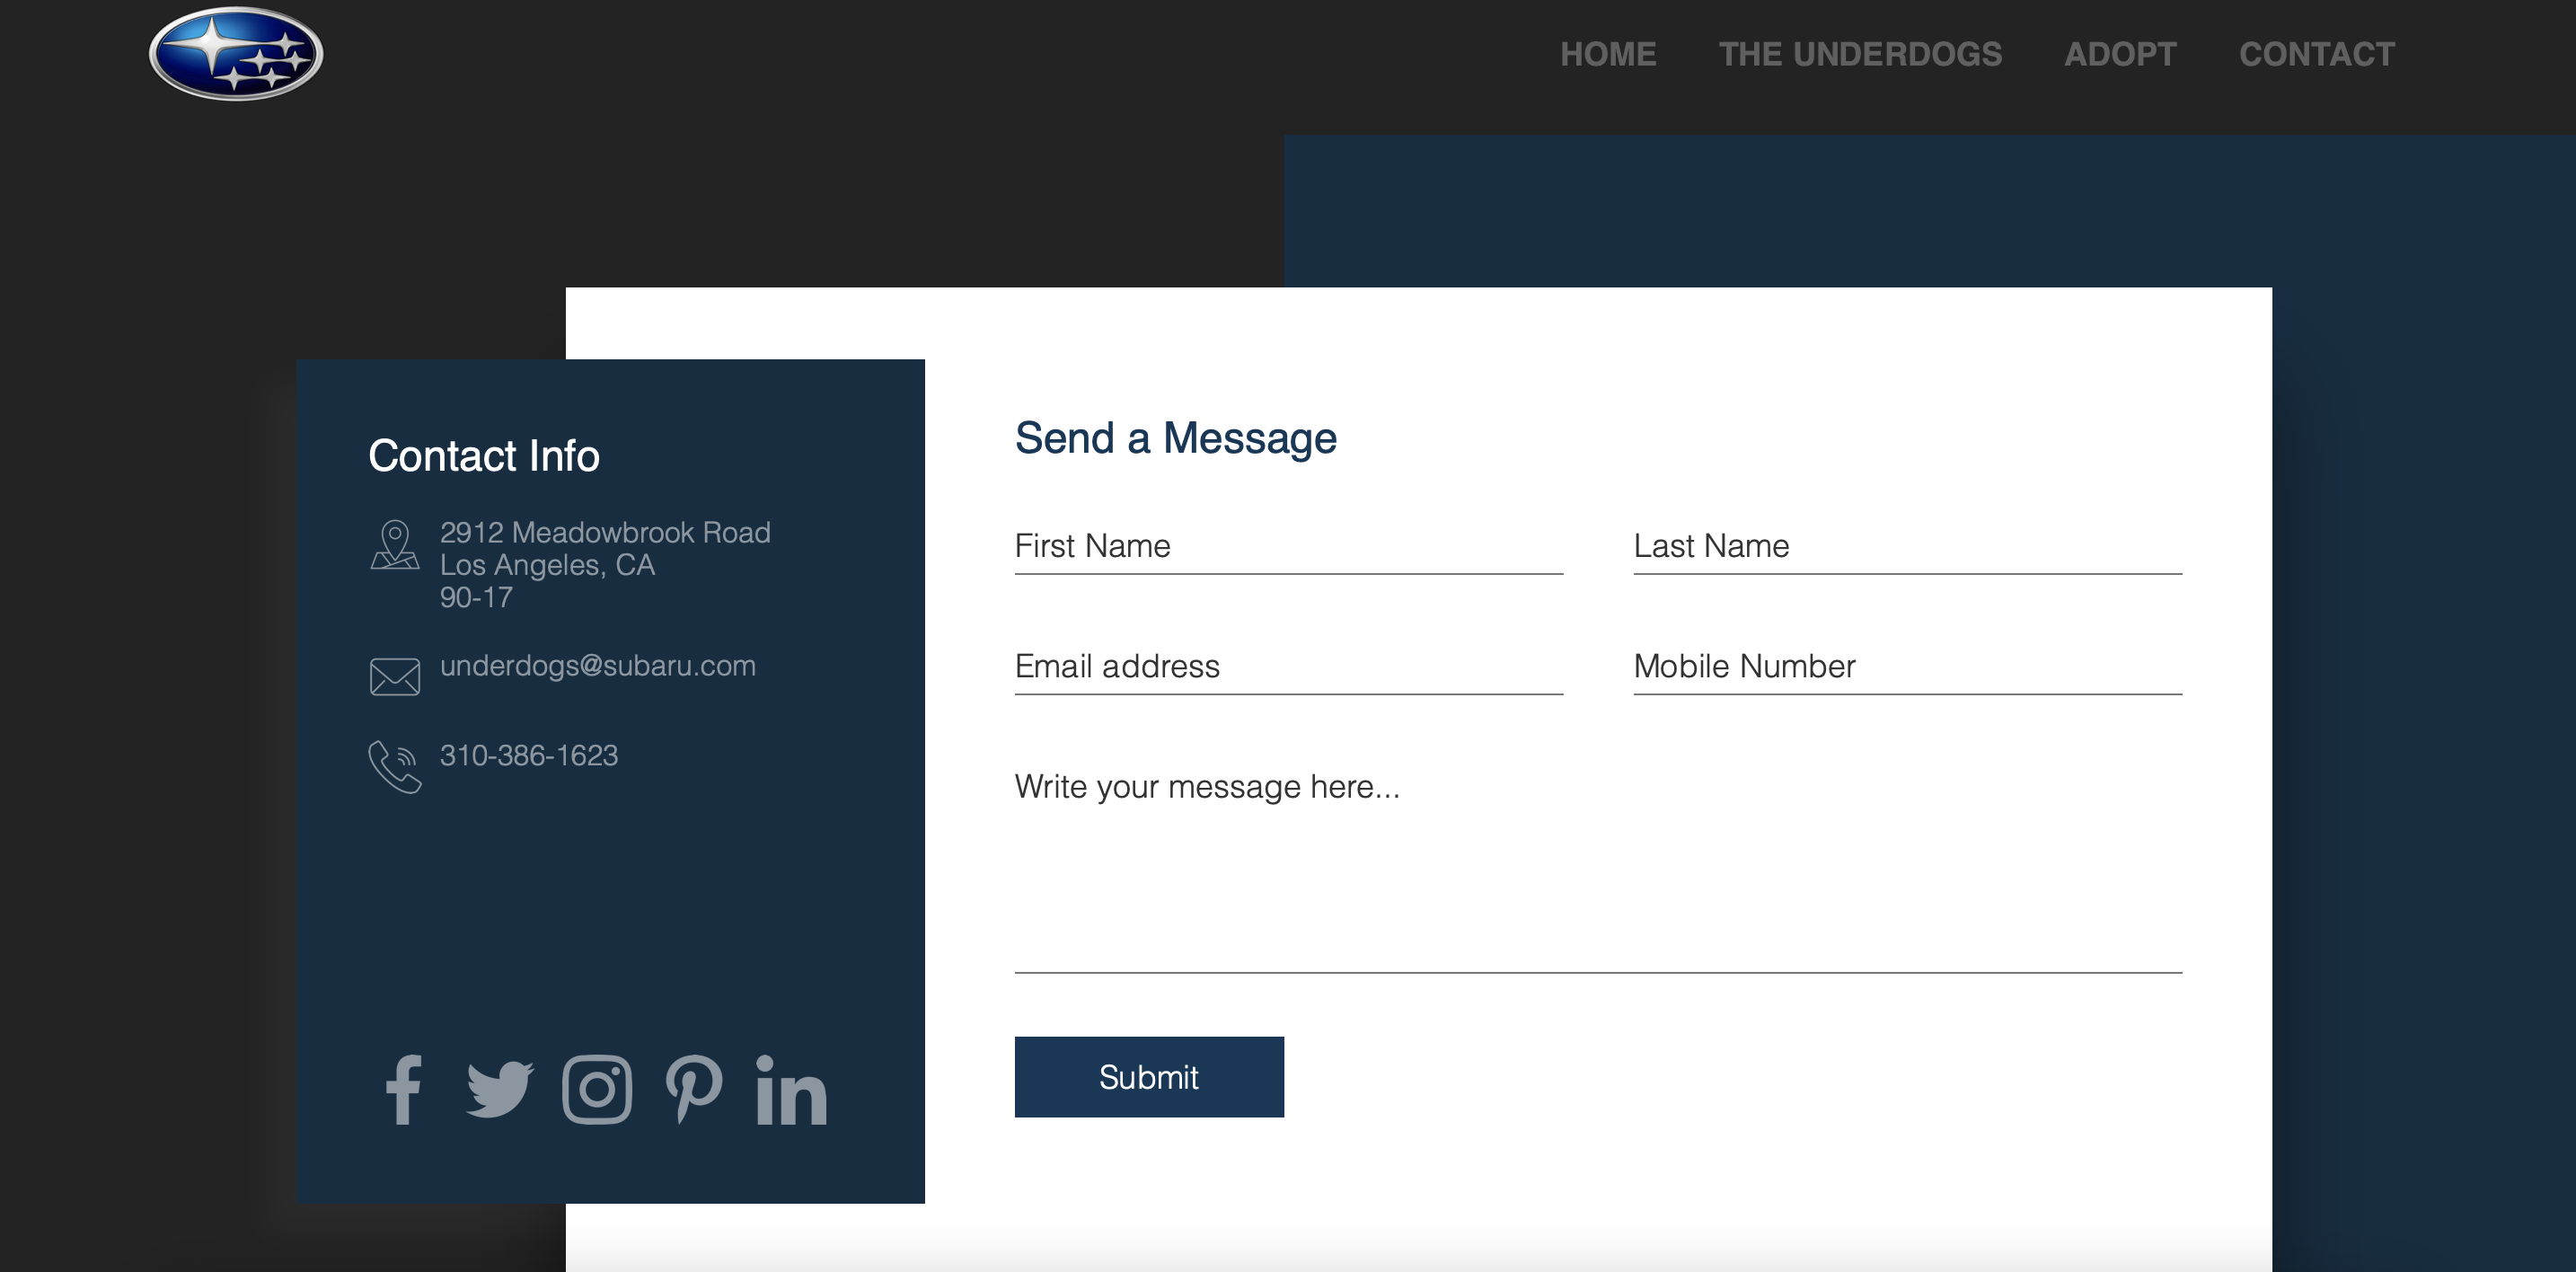 HOME THE UNDERDOGS ADOPT CONTACT
Contact Info
2912 Meadowbrook Road
Los Angeles, CA
90-17
underdogs@subaru.com
310-386-1623
Send a Message
First Name
Last Name
Email address
Mobile Number
Write your message here...
Submit